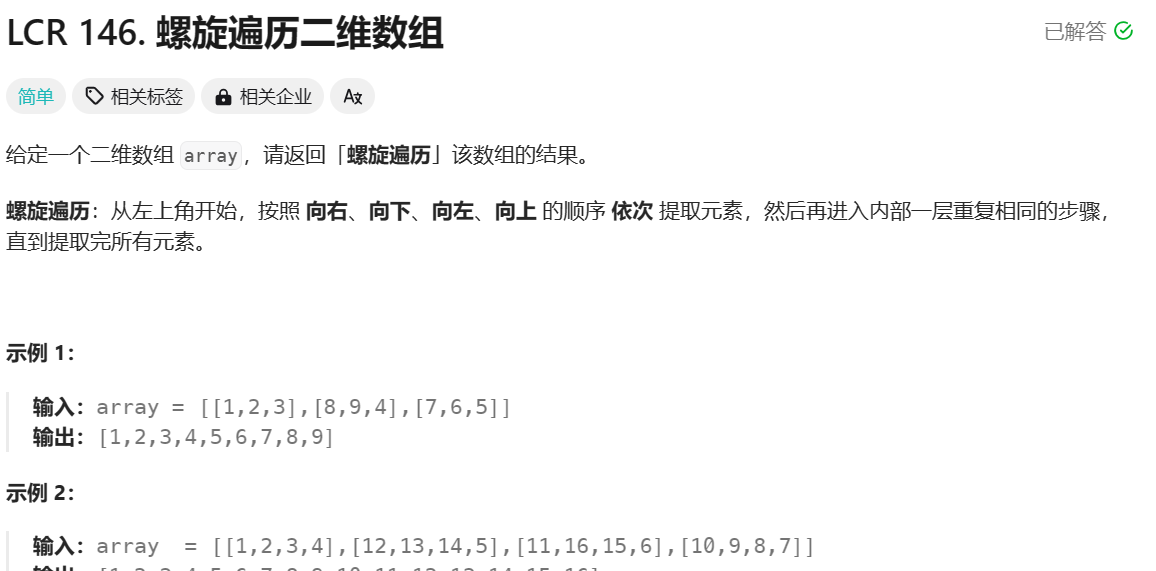 LCR 146. 螺旋遍历二维数组
已解答
简单 相关标签 相关企业
给定一个二维数组 array，请返回「螺旋遍历」该数组的结果。
螺旋遍历：从左上角开始，按照 向右、向下、向左、向上 的顺序 依次 提取元素，然后再进入内部一层重复相同的步骤，
直到提取完所有元素。
示例 1：
输入：array = [[1,2,3],[8,9,4],[7,6,5]]
输出：[1,2,3,4,5,6,7,8,9]
示例 2：
输入：array  = [[1,2,3,4],[12,13,14,5],[11,16,15,6],[10,9,8,7]]